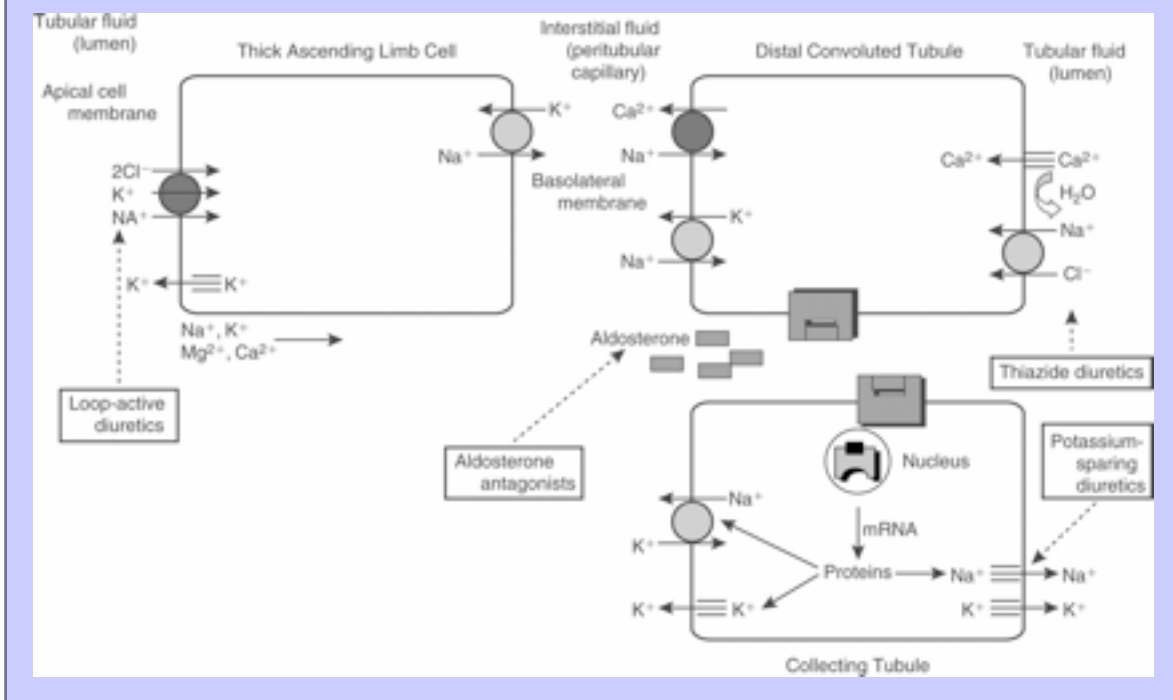 Tubular fluid
(lumen)
Thick Ascending Limb Cell
Interstitial fluid
(peritubular
capillary)
Distal Convoluted Tubule
Tubular fluid
(lumen)
Apical cell
membrane
2Cl⁻
K⁺
NA⁺
K⁺
K⁺
Na⁺, K⁺
Mg²⁺, Ca²⁺
Loop-active
diuretics
K⁺
Na⁺
Basolateral
membrane
Ca²⁺
Na⁺
K⁺
Na⁺
Ca²⁺
Ca²⁺
H₂O
Na⁺
Cl⁻
Aldosterone
Aldosterone
antagonists
Thiazide diuretics
Nucleus
Potassium-
sparing
diuretics
mRNA
Na⁺
K⁺
Proteins
Na⁺
Na⁺
K⁺
K⁺
K⁺
K⁺
Collecting Tubule